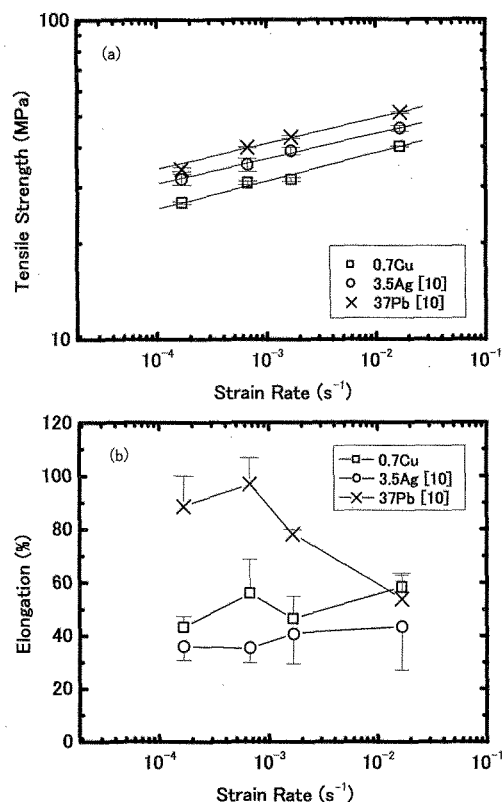 100
(a)
Tensile Strength (MPa)
0.7Cu
3.5Ag [10]
37Pb [10]
10
10⁻⁴ 10⁻³ 10⁻² 10⁻¹
Strain Rate (s⁻¹)
120
(b)
0.7Cu
3.5Ag [10]
37Pb [10]
100
80
60
40
20
0
Elongation (%)
10⁻⁴ 10⁻³ 10⁻² 10⁻¹
Strain Rate (s⁻¹)